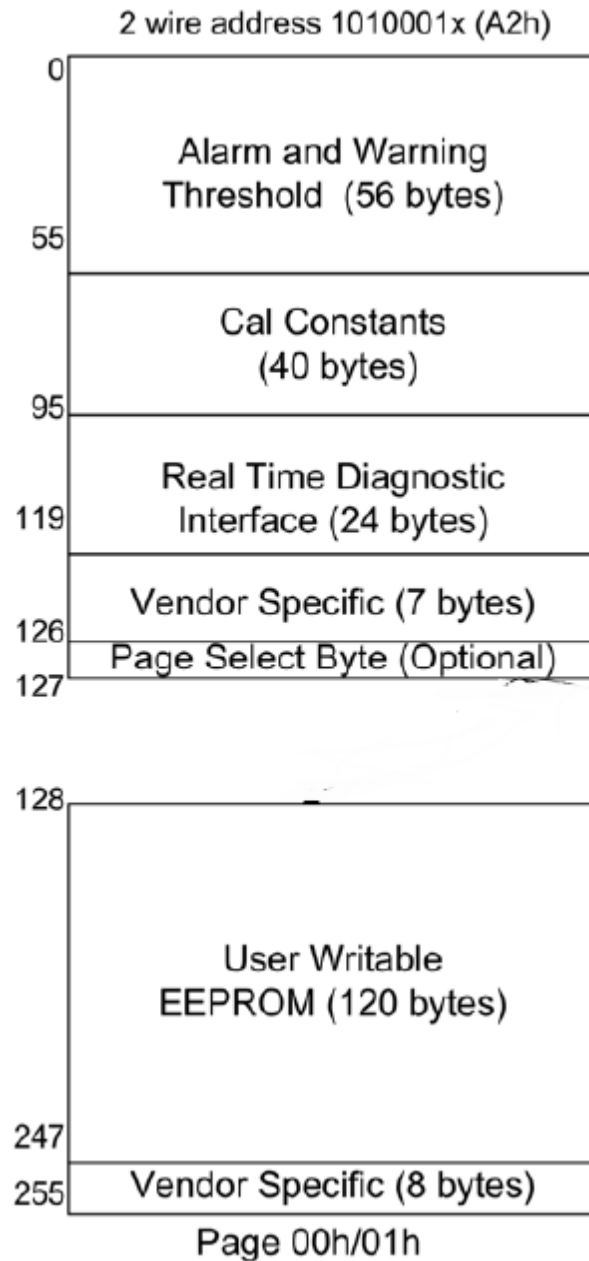 2 wire address 1010001x (A2h)
0
Alarm and Warning
Threshold (56 bytes)
55
Cal Constants
(40 bytes)
95
Real Time Diagnostic
119
Interface (24 bytes)
Vendor Specific (7 bytes)
126
Page Select Byte (Optional)
127
128
User Writable
EEPROM (120 bytes)
247
Vendor Specific (8 bytes)
255
Page 00h/01h